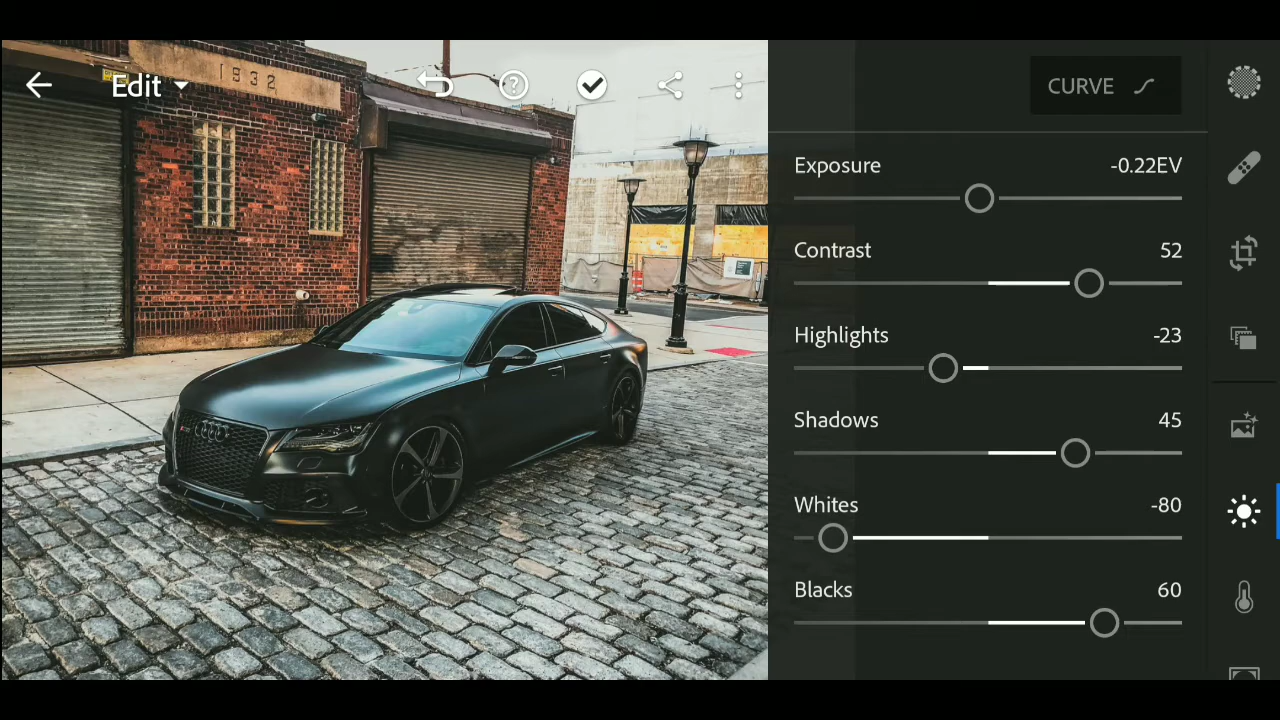 1932
Edit
CURVE
Exposure -0.22EV
Contrast 52
Highlights -23
Shadows 45
Whites -80
Blacks 60